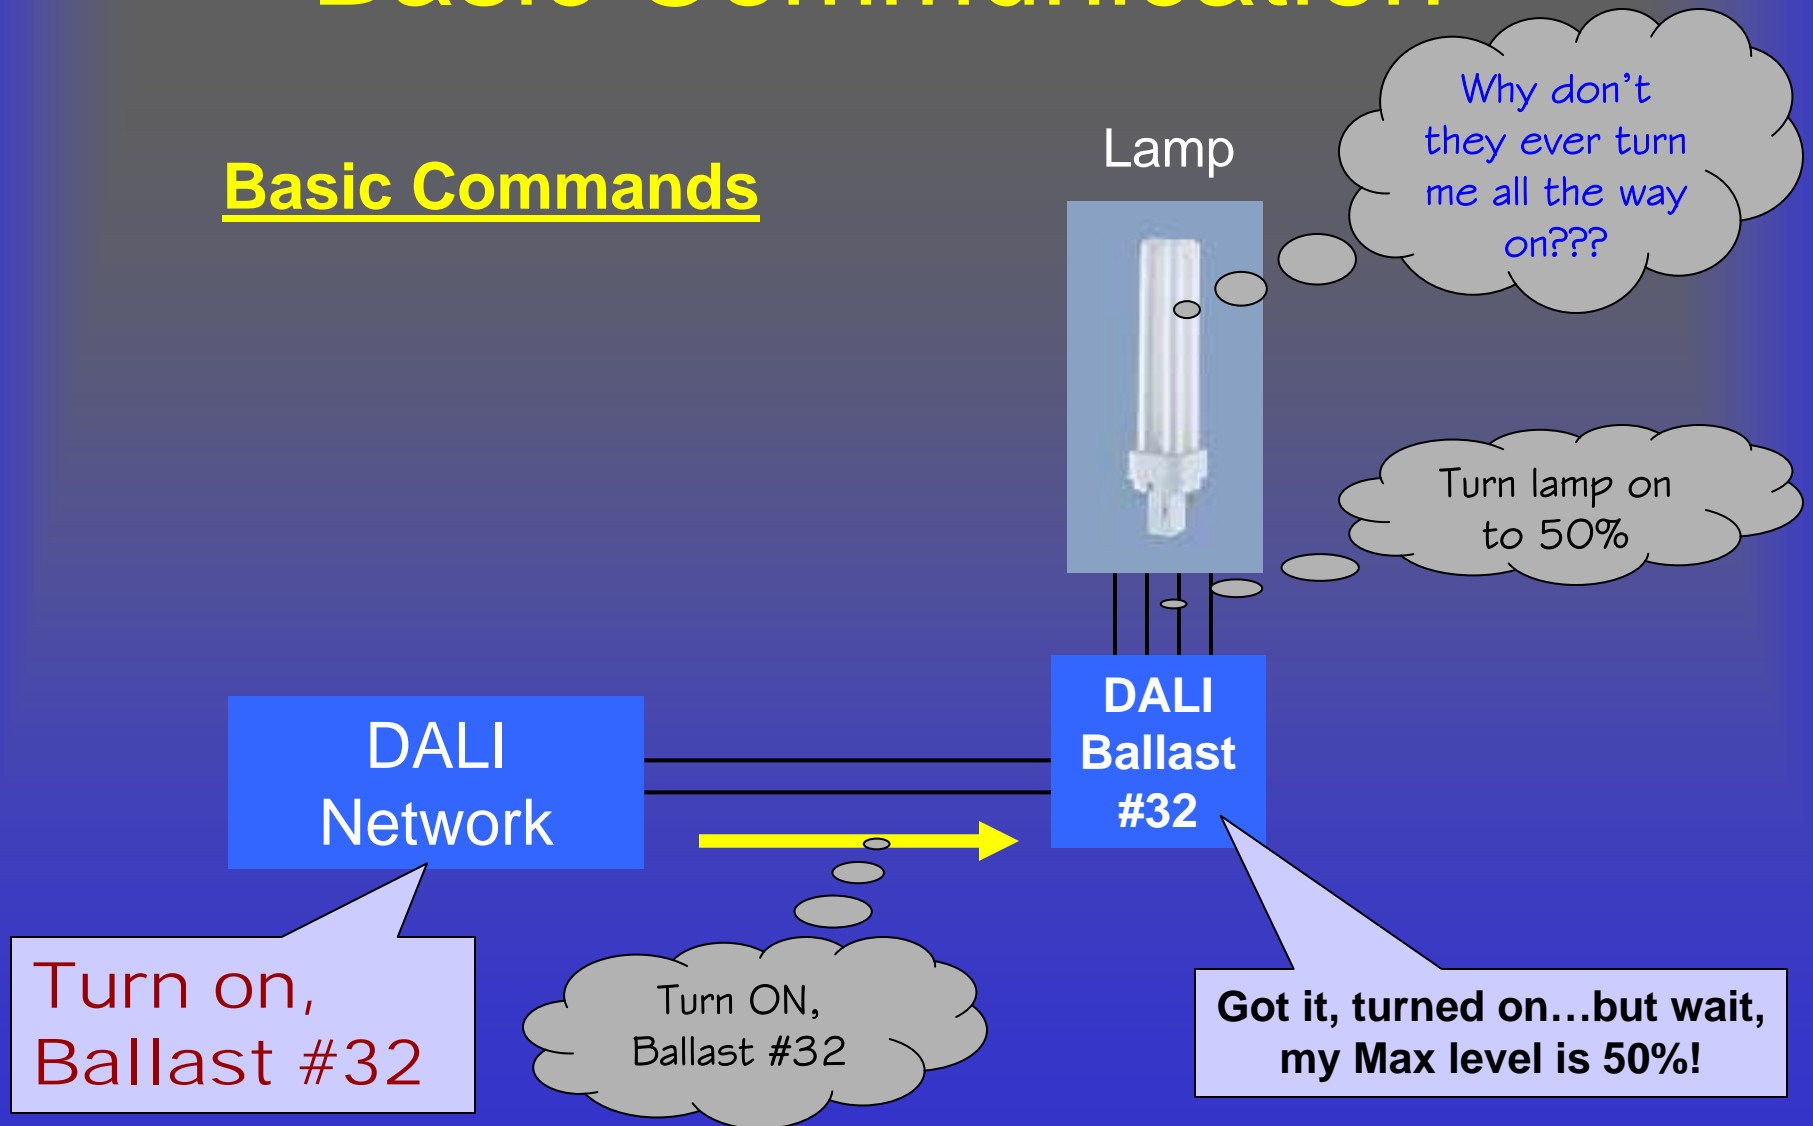 Basic Communication
Basic Commands
Lamp
Why don't
they ever turn
me all the way
on???
Turn lamp on
to 50%
DALI
Ballast
#32
DALI
Network
Turn on,
Ballast #32
Turn ON,
Ballast #32
Got it, turned on…but wait,
my Max level is 50%!